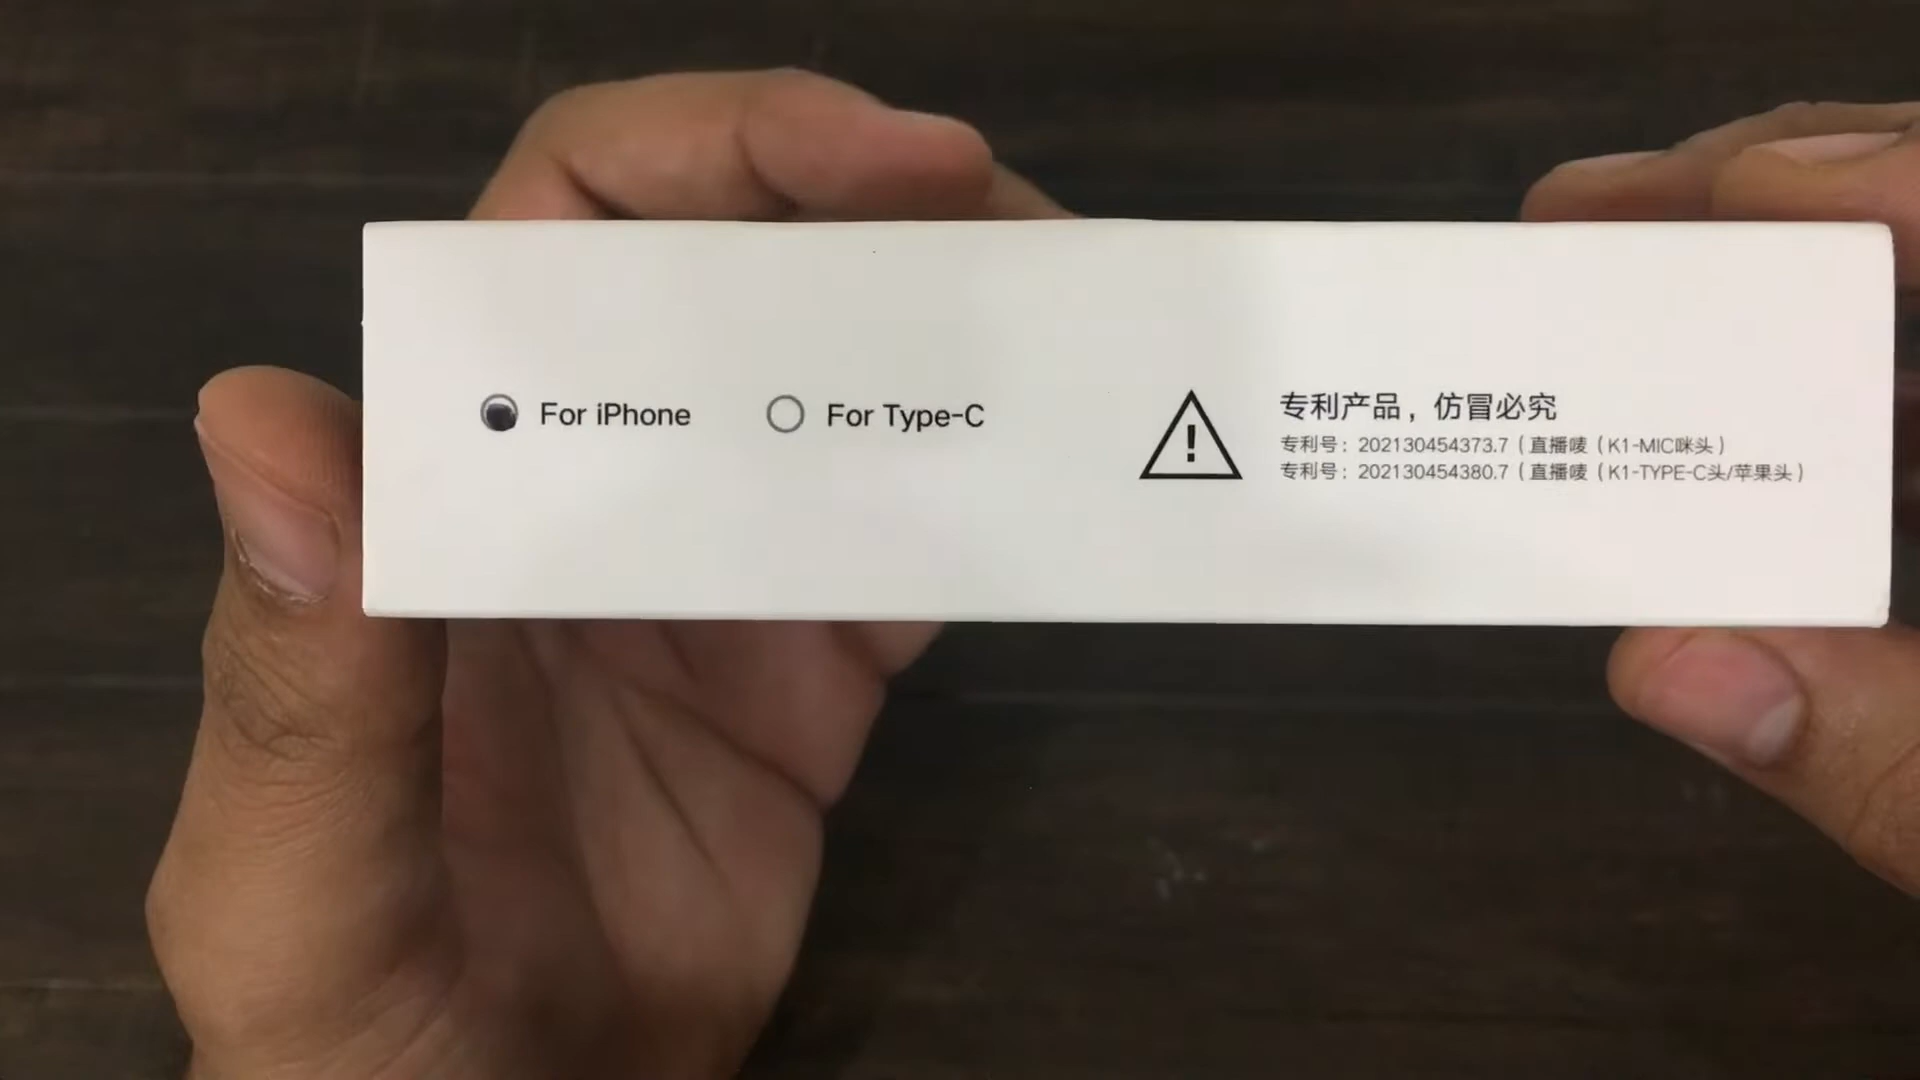 For iPhone
For Type-C
专利产品，仿冒必究
专利号：202130454373.7（直播唛（K1-MIC咪头）
专利号：202130454380.7（直播唛（K1-TYPE-C头/苹果头）